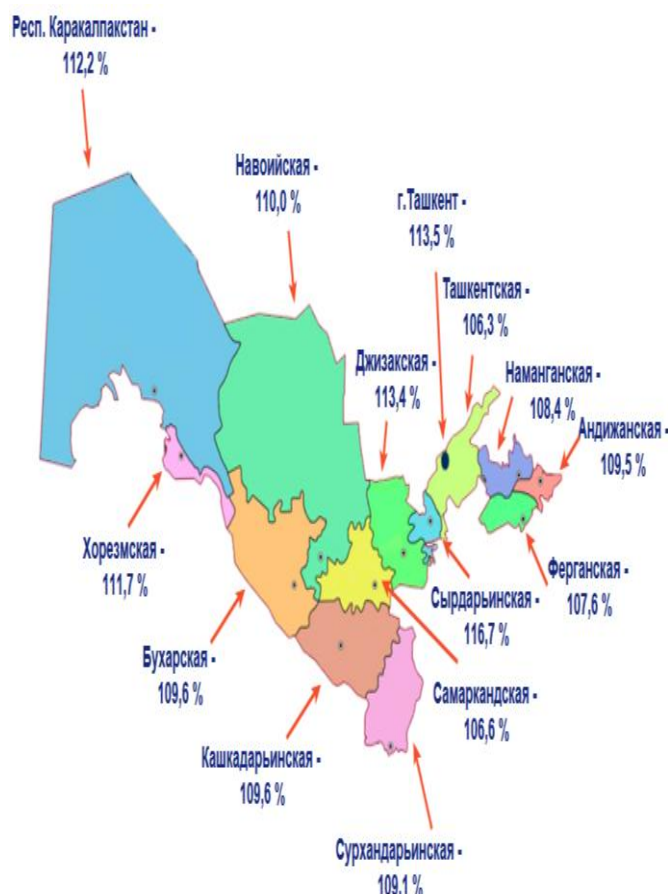 Респ. Каракалпакстан -
112,2 %
Навоийская -
110,0 %
г.Ташкент -
113,5 %
Ташкентская -
106,3 %
Джизакская -
113,4 %
Наманганская -
108,4 %
Андижанская -
109,5 %
Хорезмская -
111,7 %
Сырдарьинская -
116,7 %
Ферганская -
107,6 %
Бухарская -
109,6 %
Самаркандская -
106,6 %
Кашкадарьинская -
109,6 %
Сурхандарьинская -
109,1 %